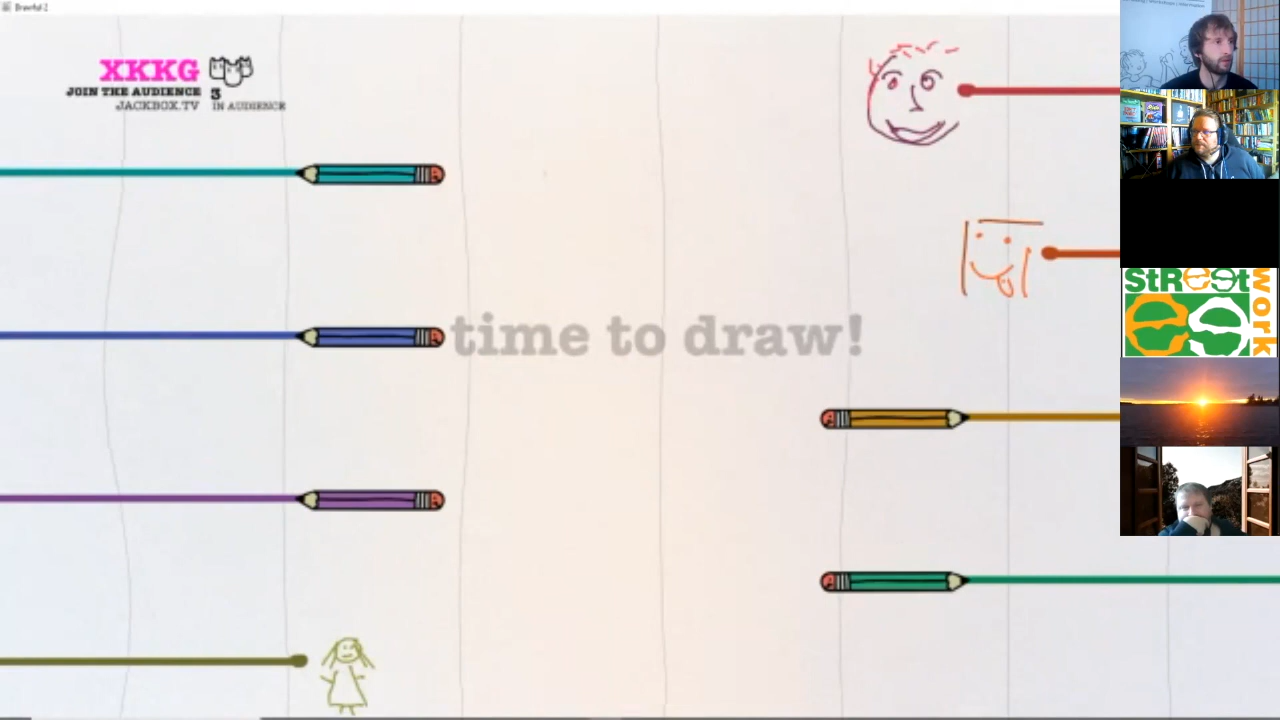 Drawful 2
XKKG
JOIN THE AUDIENCE
JACKBOX.TV
3
IN AUDIENCE
time to draw!
StReet
work